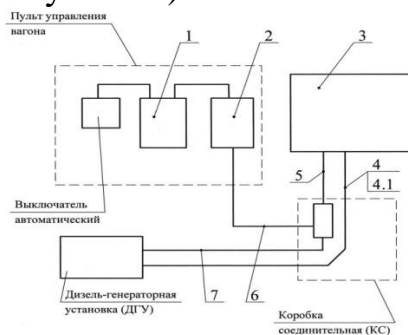 Пульт управления
вагона
1
2
3
Выключатель
автоматический
5
4
4.1
Дизель-генераторная
установка (ДГУ)
7
6
Коробка
соединительная (КС)